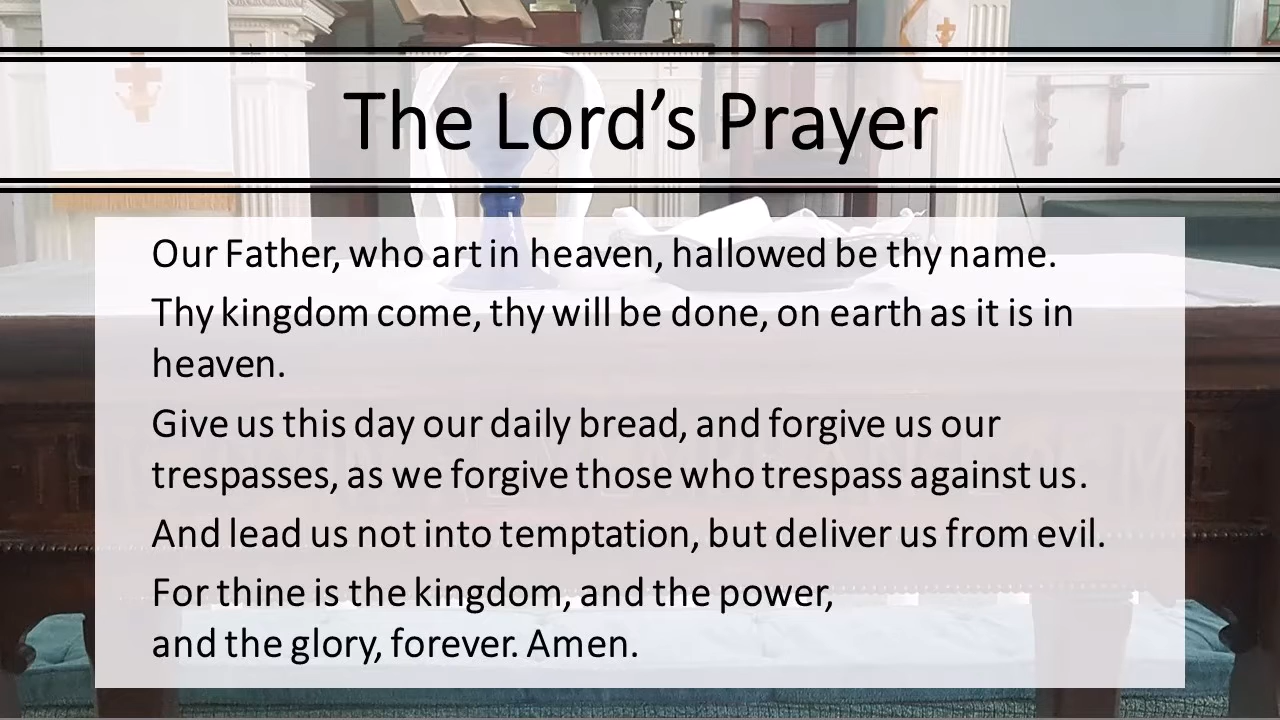 The Lord’s Prayer
Our Father, who art in heaven, hallowed be thy name.
Thy kingdom come, thy will be done, on earth as it is in
heaven.
Give us this day our daily bread, and forgive us our
trespasses, as we forgive those who trespass against us.
And lead us not into temptation, but deliver us from evil.
For thine is the kingdom, and the power,
and the glory, forever. Amen.